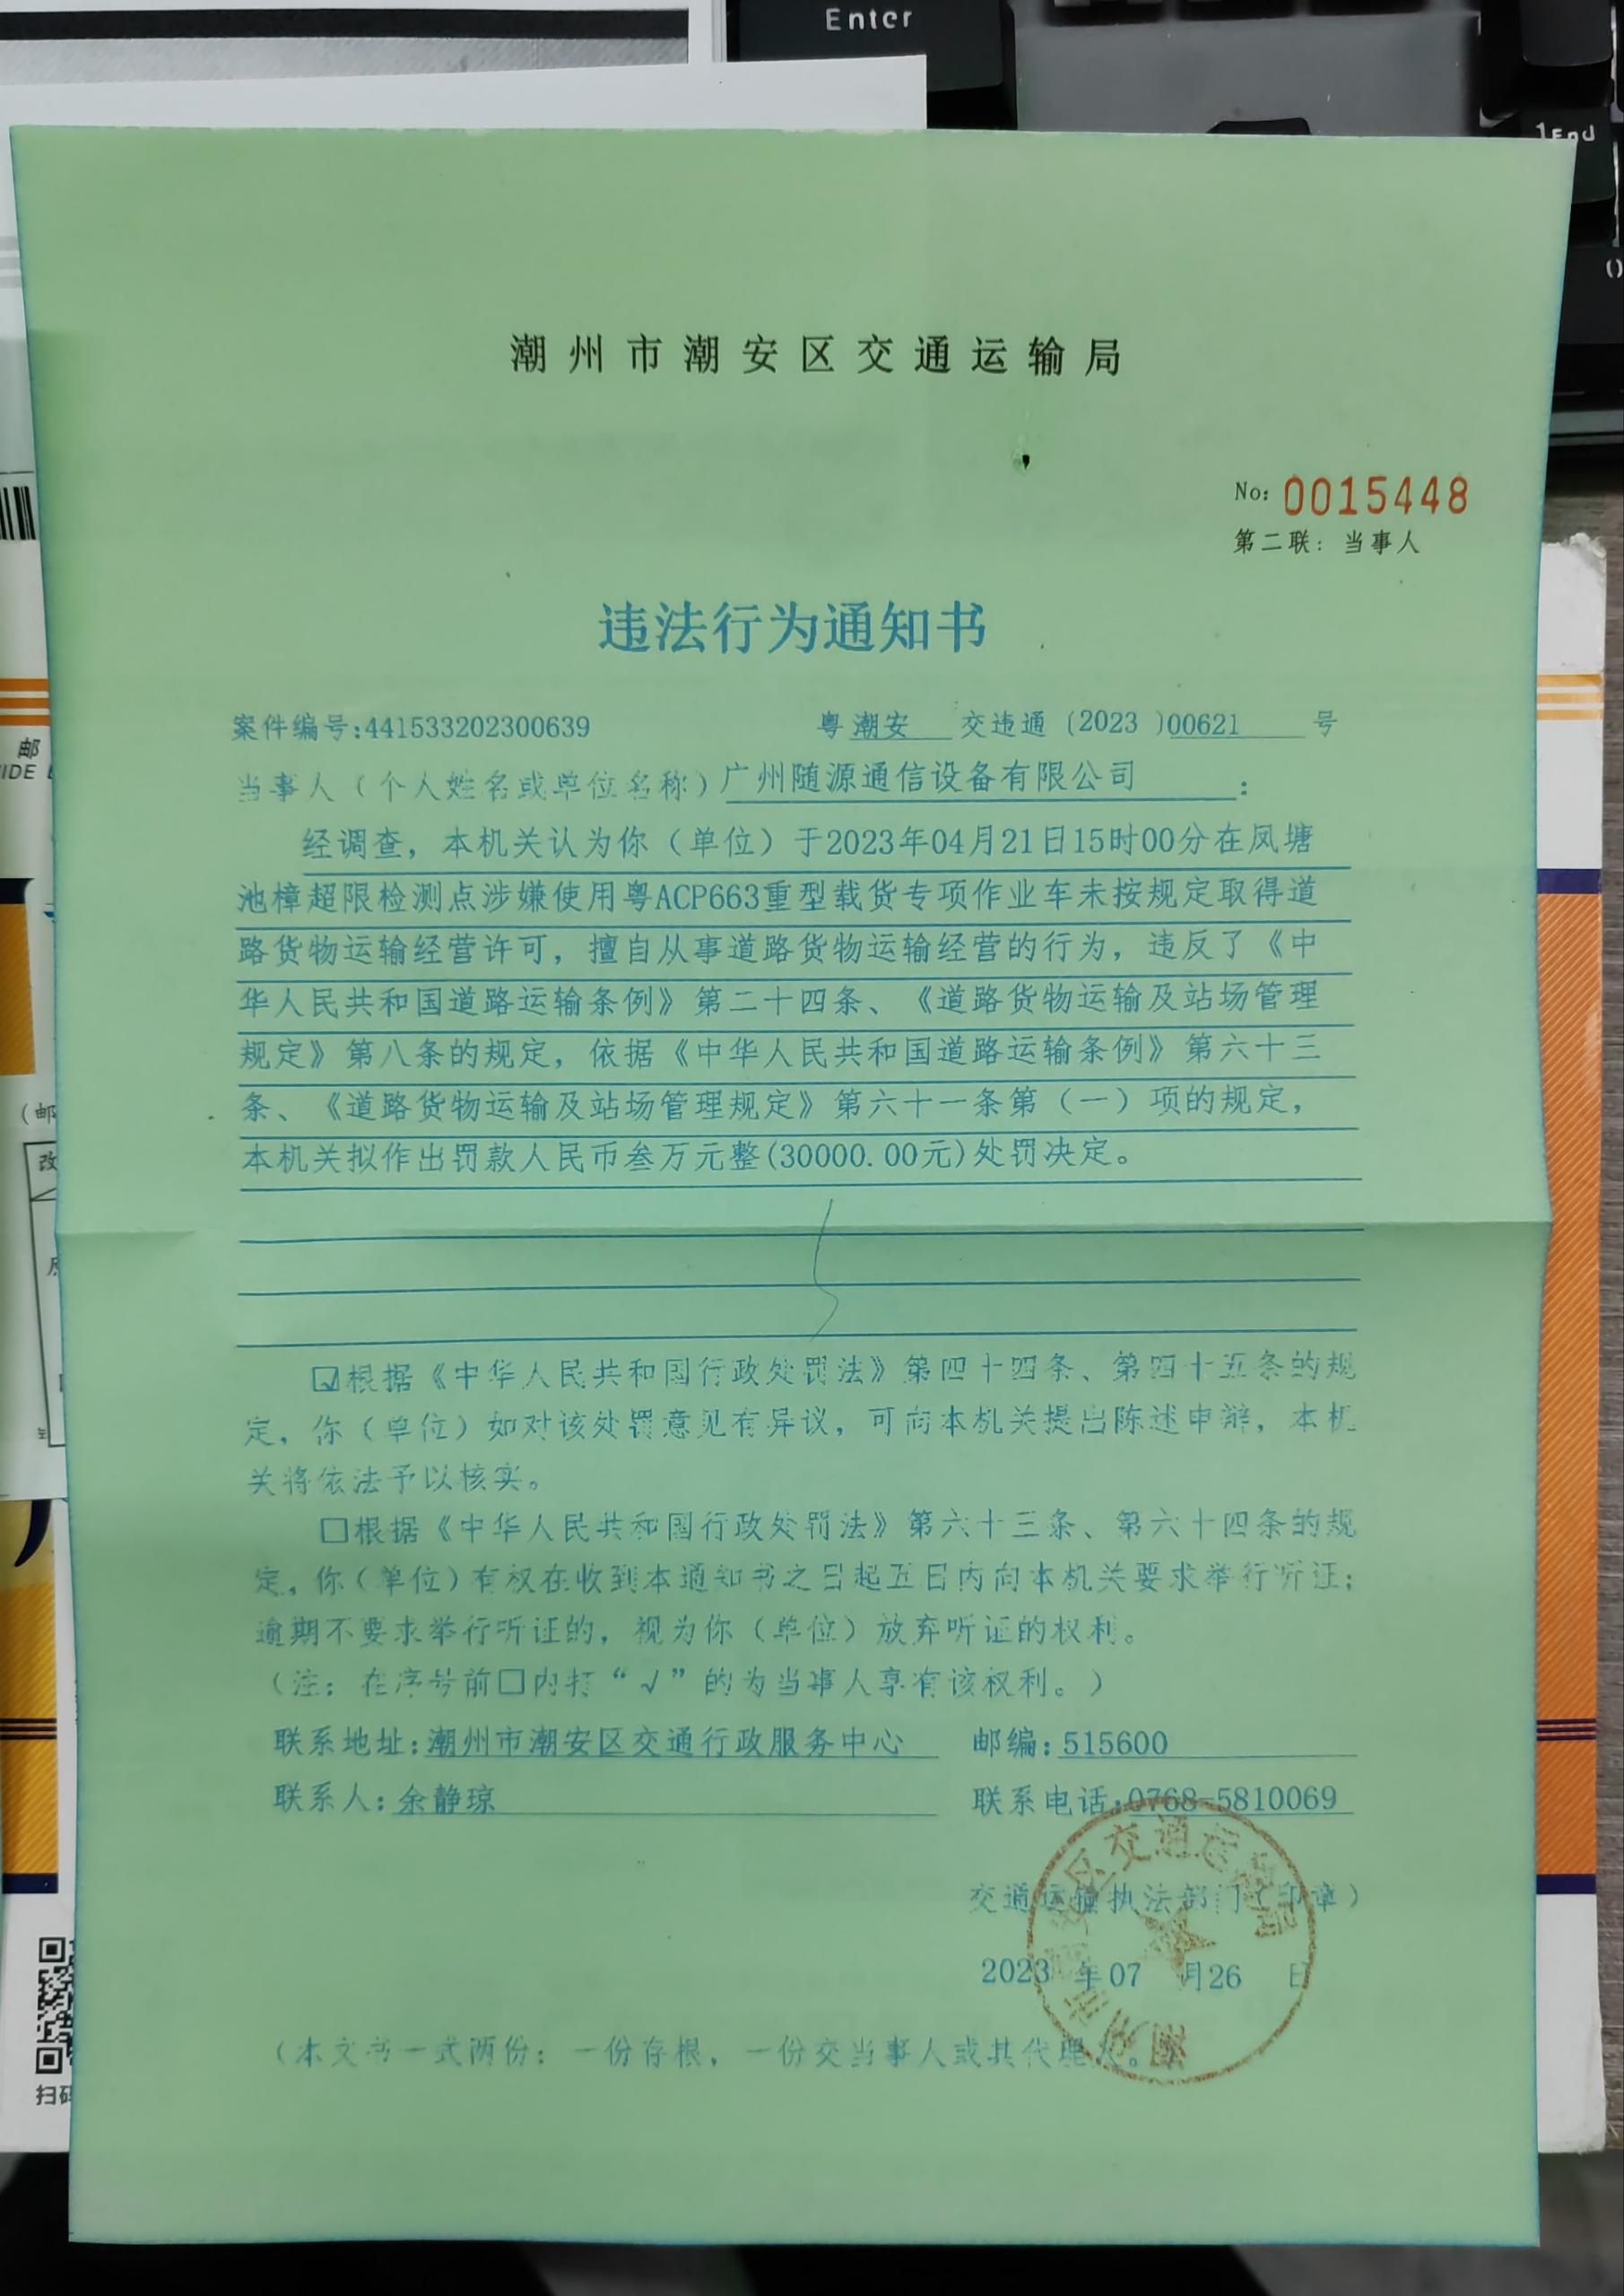 Enter
1End
潮州市潮安区交通运输局
No: 0015448
第二联: 当事人
违法行为通知书
案件编号:441533202300639 粤潮安 交违通〔2023 〕00621 号
当事人（个人姓名或单位名称）广州随源通信设备有限公司：
经调查，本机关认为你（单位）于2023年04月21日15时00分在凤塘
池樟超限检测点涉嫌使用粤ACP663重型载货专项作业车未按规定取得道
路货物运输经营许可，擅自从事道路货物运输经营的行为，违反了《中
华人民共和国道路运输条例》第二十四条、《道路货物运输及站场管理
规定》第八条的规定，依据《中华人民共和国道路运输条例》第六十三
条、《道路货物运输及站场管理规定》第六十一条第（一）项的规定，
本机关拟作出罚款人民币叁万元整(30000.00元)处罚决定。
☑根据《中华人民共和国行政处罚法》第四十四条、第四十五条的规
定，你（单位）如对该处罚意见有异议，可向本机关提出陈述申辩，本机
关将依法予以核实。
□根据《中华人民共和国行政处罚法》第六十三条、第六十四条的规
定，你（单位）有权在收到本通知书之日起五日内向本机关要求举行听证；
逾期不要求举行听证的，视为你（单位）放弃听证的权利。
（注：在序号前□内打“√”的为当事人享有该权利。）
联系地址:潮州市潮安区交通行政服务中心 邮编:515600
联系人:余静琼 联系电话:0768-5810069
交通运输执法部门（印章）
2023 年07 月26 日
（本文书一式两份：一份存根，一份交当事人或其代理人。）
潮州市潮安区交通运输局
邮
（邮
改
扫码